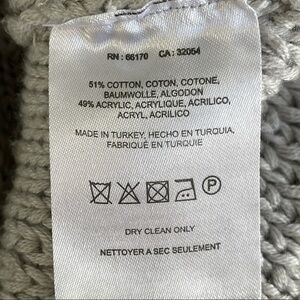 RN: 66170 CA: 32054
51% COTTON, COTON, COTONE,
BAUMWOLLE, ALGODON
49% ACRYLIC, ACRYLIQUE, ACRILICO,
ACRYL, ACRILICO
MADE IN TURKEY, HECHO EN TURQUIA,
FABRIQUÉ EN TURQUIE
P
DRY CLEAN ONLY
NETTOYER A SEC SEULEMENT